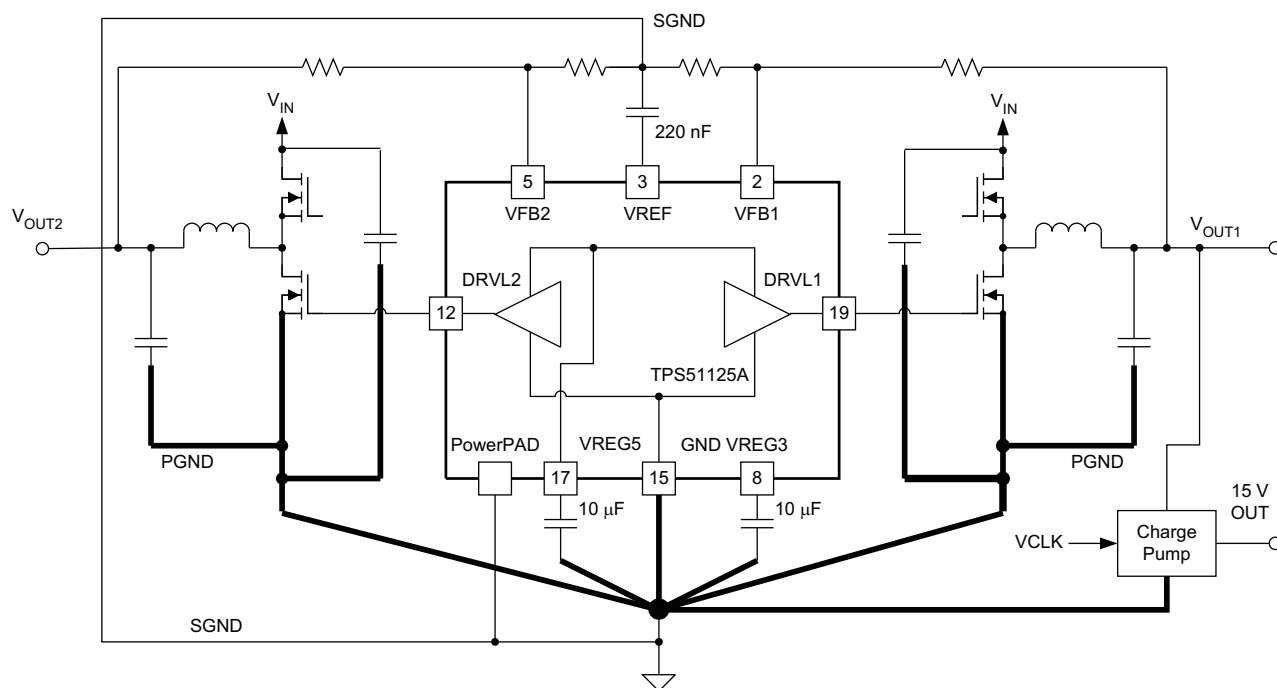 SGND
V_IN
220 nF
V_IN
5
3
2
VFB2
VREF
VFB1
V_OUT2
V_OUT1
DRVL2
DRVL1
12
19
TPS51125A
PowerPAD
VREG5
GND
VREG3
PGND
PGND
17
15
8
10 μF
10 μF
15 V
OUT
VCLK
Charge
Pump
SGND